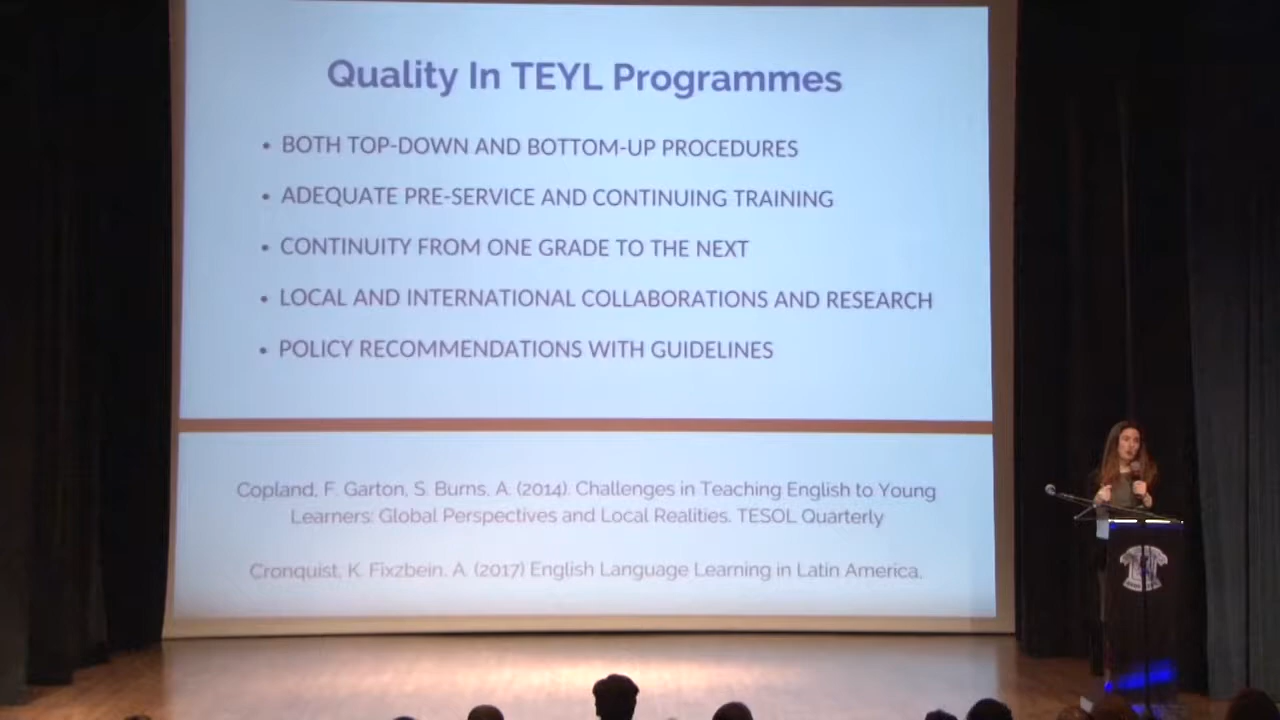 Quality In TEYL Programmes
• BOTH TOP-DOWN AND BOTTOM-UP PROCEDURES
• ADEQUATE PRE-SERVICE AND CONTINUING TRAINING
• CONTINUITY FROM ONE GRADE TO THE NEXT
• LOCAL AND INTERNATIONAL COLLABORATIONS AND RESEARCH
• POLICY RECOMMENDATIONS WITH GUIDELINES
Copland, F. Garton, S. Burns, A. (2014). Challenges in Teaching English to Young
Learners: Global Perspectives and Local Realities. TESOL Quarterly
Cronquist, K. Fixzbein, A. (2017) English Language Learning in Latin America.